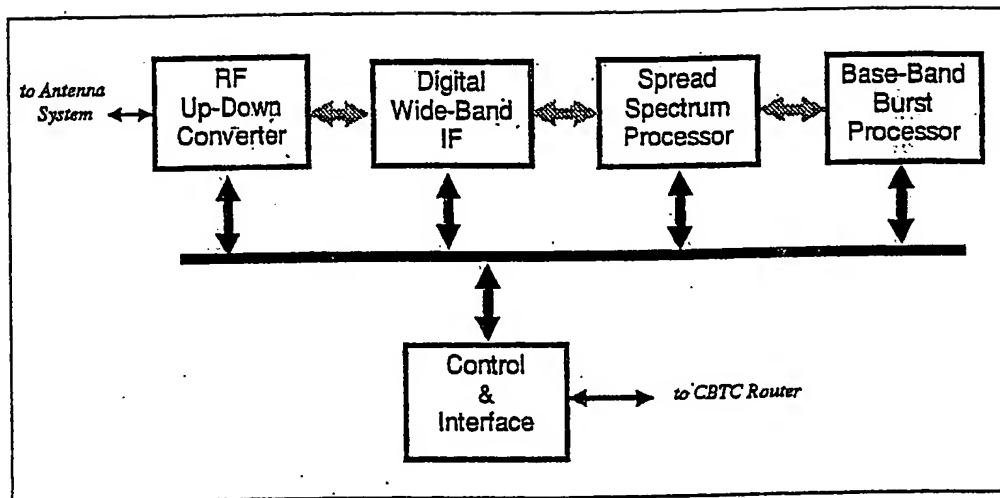 to Antenna
System
RF
Up-Down
Converter
Digital
Wide-Band
IF
Spread
Spectrum
Processor
Base-Band
Burst
Processor
Control
&
Interface
to CBTC Router